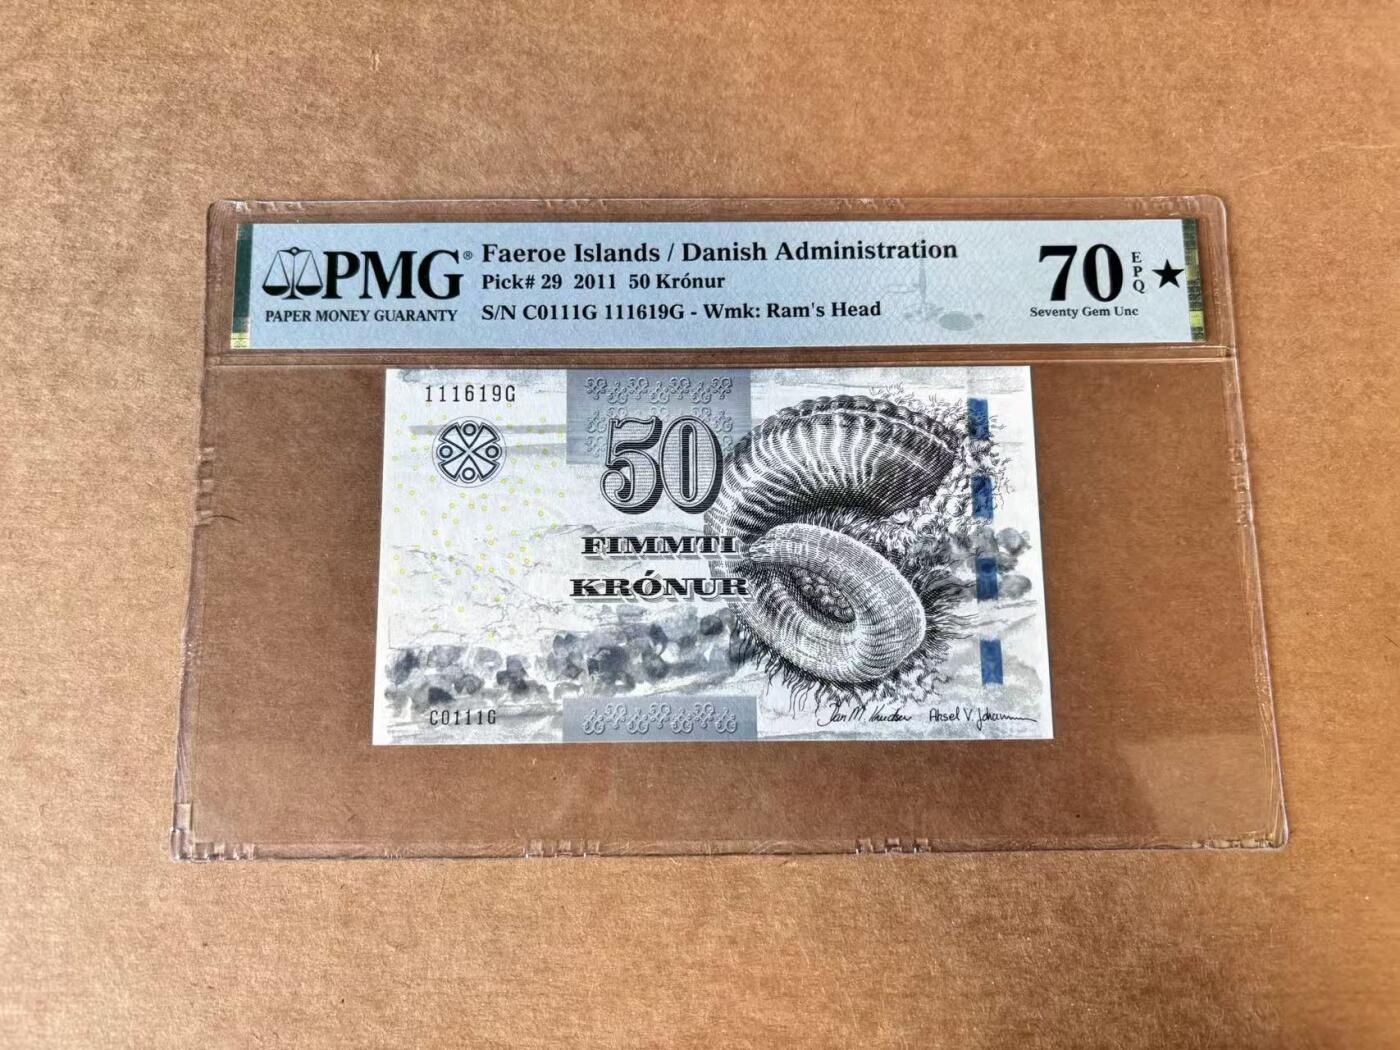 PMG®
PAPER MONEY GUARANTY
Faeroe Islands / Danish Administration
Pick# 29 2011 50 Krónur
S/N C0111G 111619G - Wmk: Ram's Head
70 EPQ ★
Seventy Gem Unc
111619G
50
FIMMTI
KRÓNUR
C0111G
Aksel V.